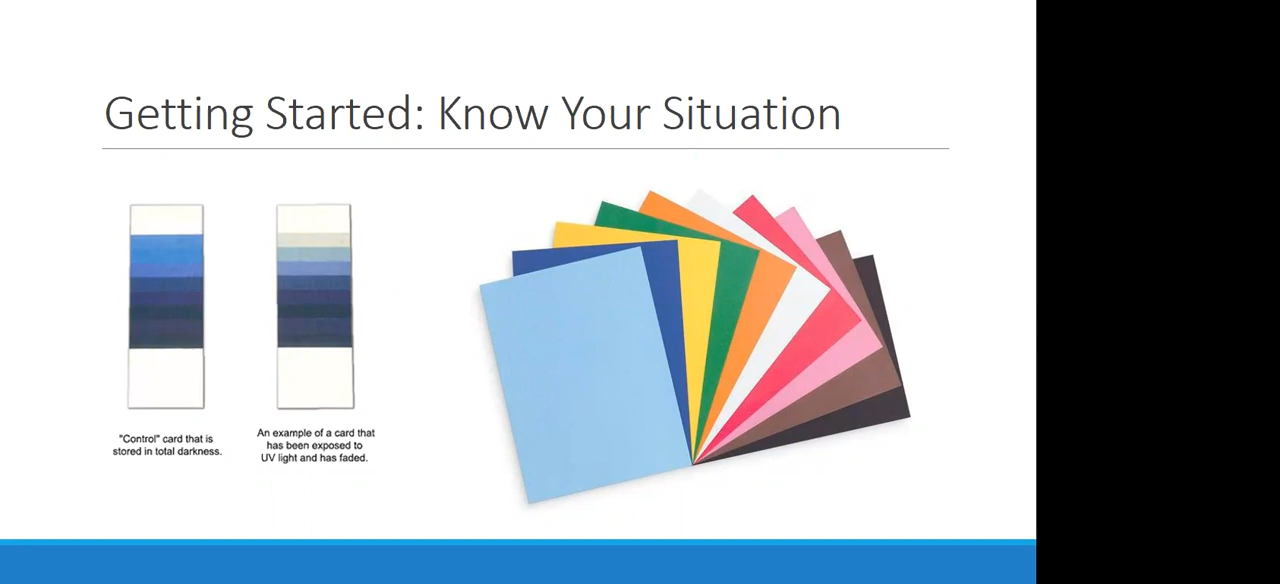 Getting Started: Know Your Situation
"Control" card that is
stored in total darkness.
An example of a card that
has been exposed to
UV light and has faded.